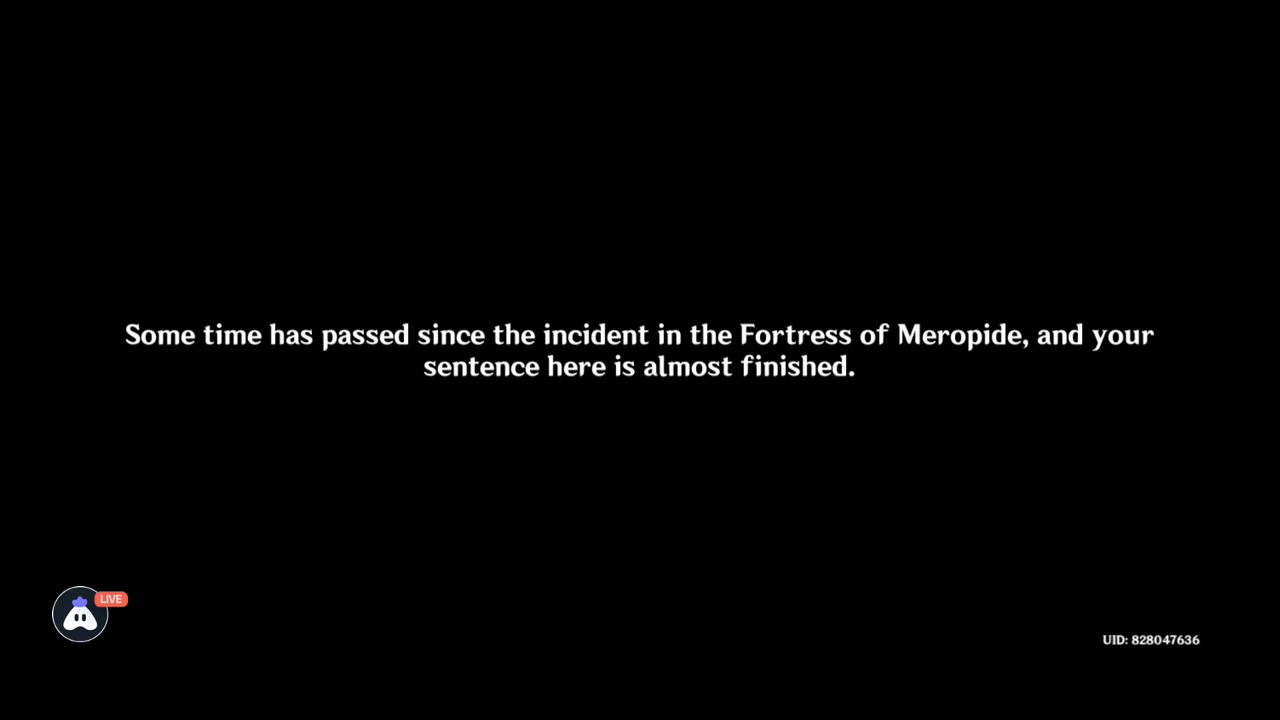 Some time has passed since the incident in the Fortress of Meropide, and your
sentence here is almost finished.
LIVE
UID: 828047636